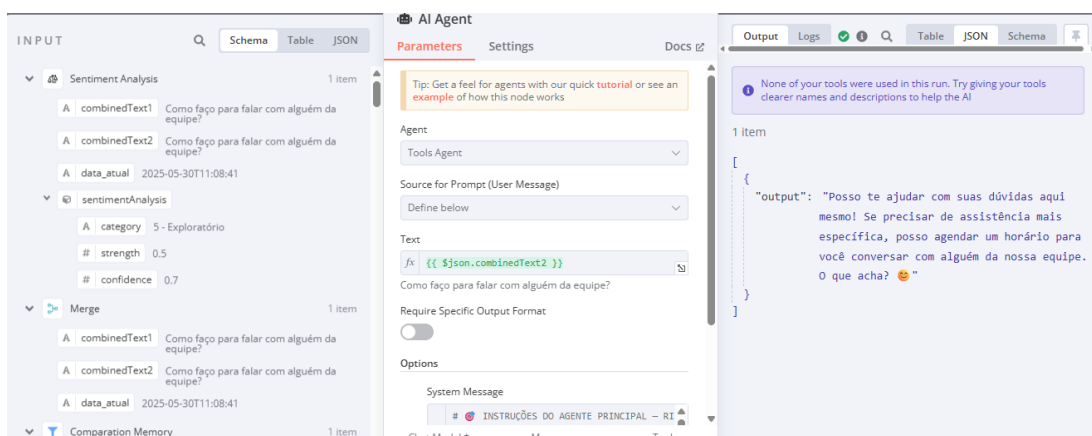 INPUT
Schema Table JSON
Sentiment Analysis 1 item
A combinedText1 Como faço para falar com alguém da
equipe?
A combinedText2 Como faço para falar com alguém da
equipe?
A data_atual 2025-05-30T11:08:41
sentimentAnalysis
A category 5 - Exploratório
# strength 0.5
# confidence 0.7
Merge 1 item
A combinedText1 Como faço para falar com alguém da
equipe?
A combinedText2 Como faço para falar com alguém da
equipe?
A data_atual 2025-05-30T11:08:41
Comparation Memory 1 item
AI Agent
Parameters Settings Docs
Tip: Get a feel for agents with our quick tutorial or see an
example of how this node works
Agent
Tools Agent
Source for Prompt (User Message)
Define below
Text
fx {{ $json.combinedText2 }}
Como faço para falar com alguém da equipe?
Require Specific Output Format
Options
System Message
# 🎯 INSTRUÇÕES DO AGENTE PRINCIPAL – RI
Output Logs Table JSON Schema
None of your tools were used in this run. Try giving your tools
clearer names and descriptions to help the AI
1 item
[
{
"output": "Posso te ajudar com suas dúvidas aqui
mesmo! Se precisar de assistência mais
específica, posso agendar um horário para
você conversar com alguém da nossa equipe.
O que acha? 😊"
}
]